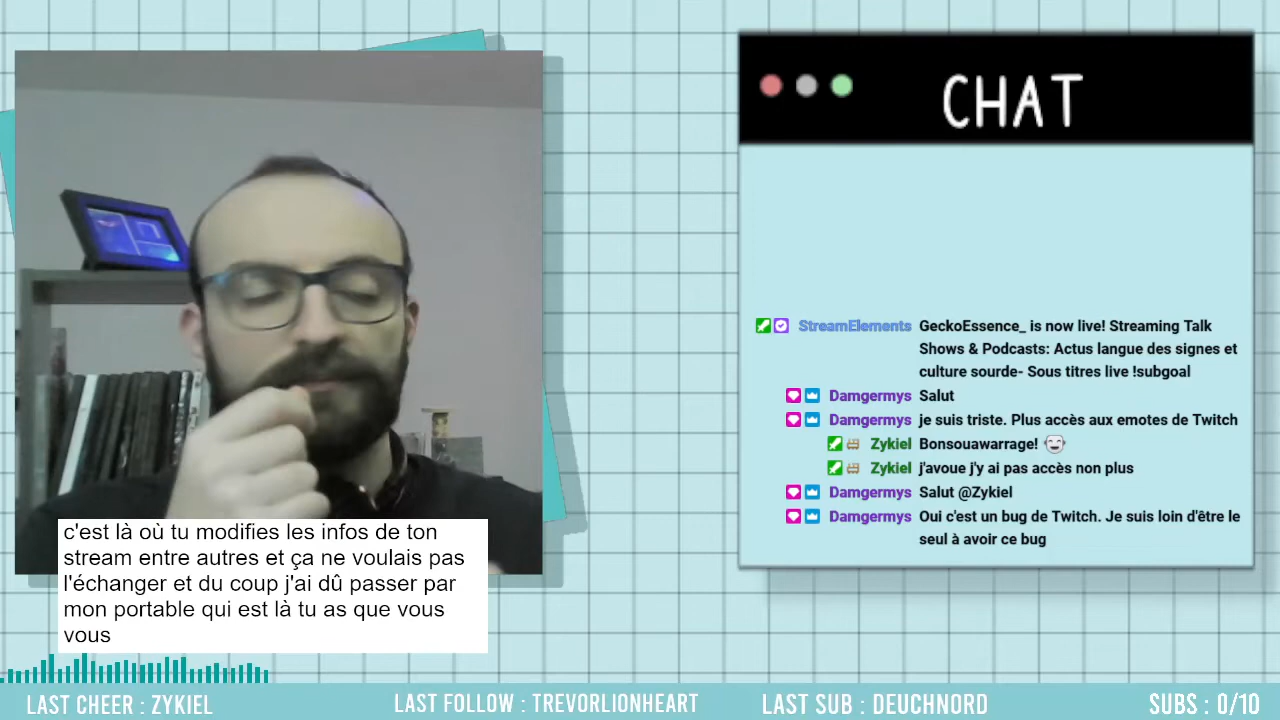 CHAT
StreamElements GeckoEssence_ is now live! Streaming Talk
Shows & Podcasts: Actus langue des signes et
culture sourde- Sous titres live !subgoal
Damgermys Salut
Damgermys je suis triste. Plus accès aux emotes de Twitch
Zykiel Bonsouawarrage!
Zykiel j'avoue j'y ai pas accès non plus
Damgermys Salut @Zykiel
Damgermys Oui c'est un bug de Twitch. Je suis loin d'être le
seul à avoir ce bug
c'est là où tu modifies les infos de ton
stream entre autres et ça ne voulais pas
l'échanger et du coup j'ai dû passer par
mon portable qui est là tu as que vous
vous
LAST CHEER : ZYKIEL
LAST FOLLOW : TREVORLIONHEART
LAST SUB : DEUCHNORD
SUBS : 0/10